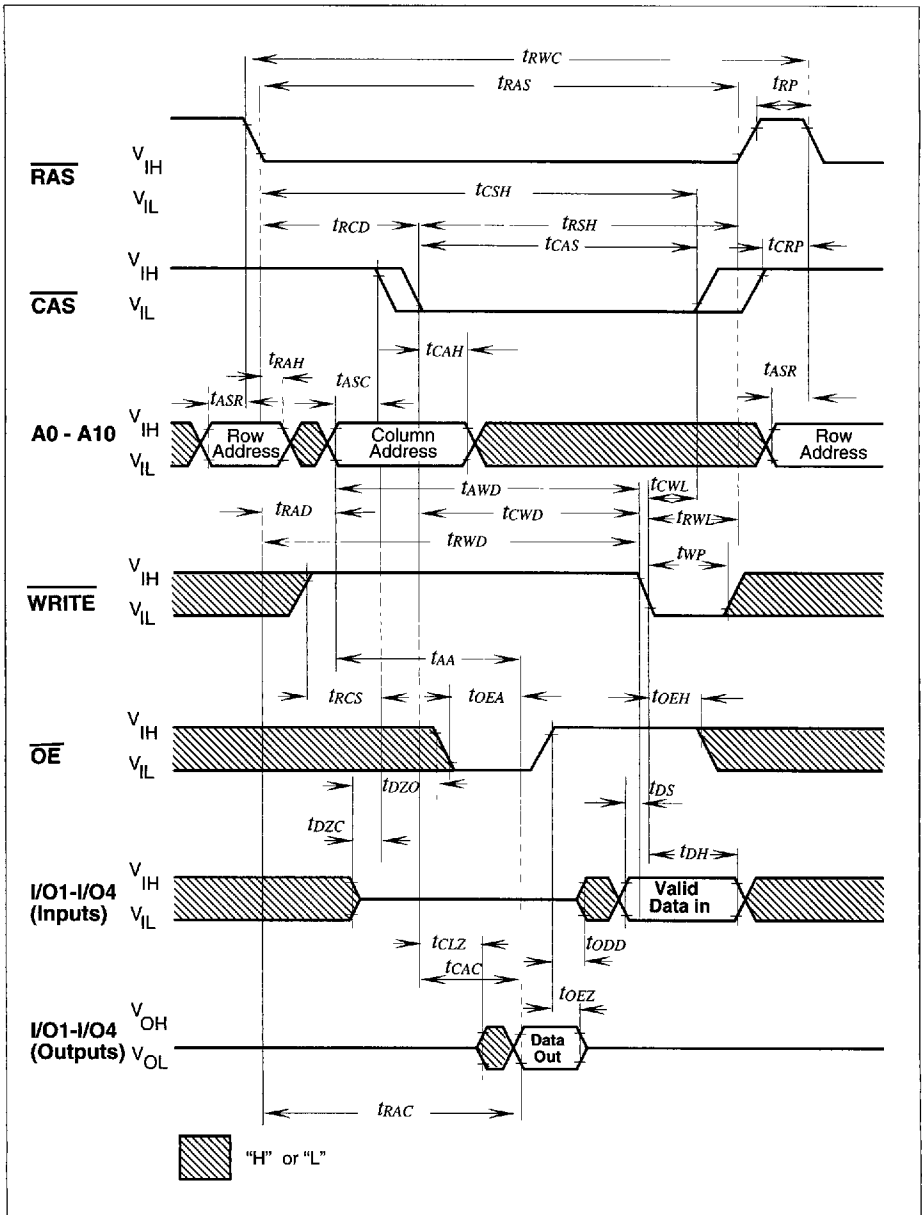 tRWC
tRAS
tRP
RAS
VIH
VIL
tCSH
tRCD
tRSH
tCAS
tCRP
CAS
VIH
VIL
tCAH
tRAH
tASC
tASR
tASR
A0 - A10
VIH
VIL
Row
Address
Column
Address
Row
Address
tAWD
tCWL
tRAD
tCWD
tRWL
tRWD
tWP
WRITE
VIH
VIL
tAA
tRCS
tOEA
tOEH
OE
VIH
VIL
tDZO
tDS
tDZC
tDH
I/O1-I/O4
(Inputs)
VIH
VIL
Valid
Data in
tCLZ
tODD
tCAC
tOEZ
I/O1-I/O4
(Outputs)
VOH
VOL
Data
Out
tRAC
"H" or "L"